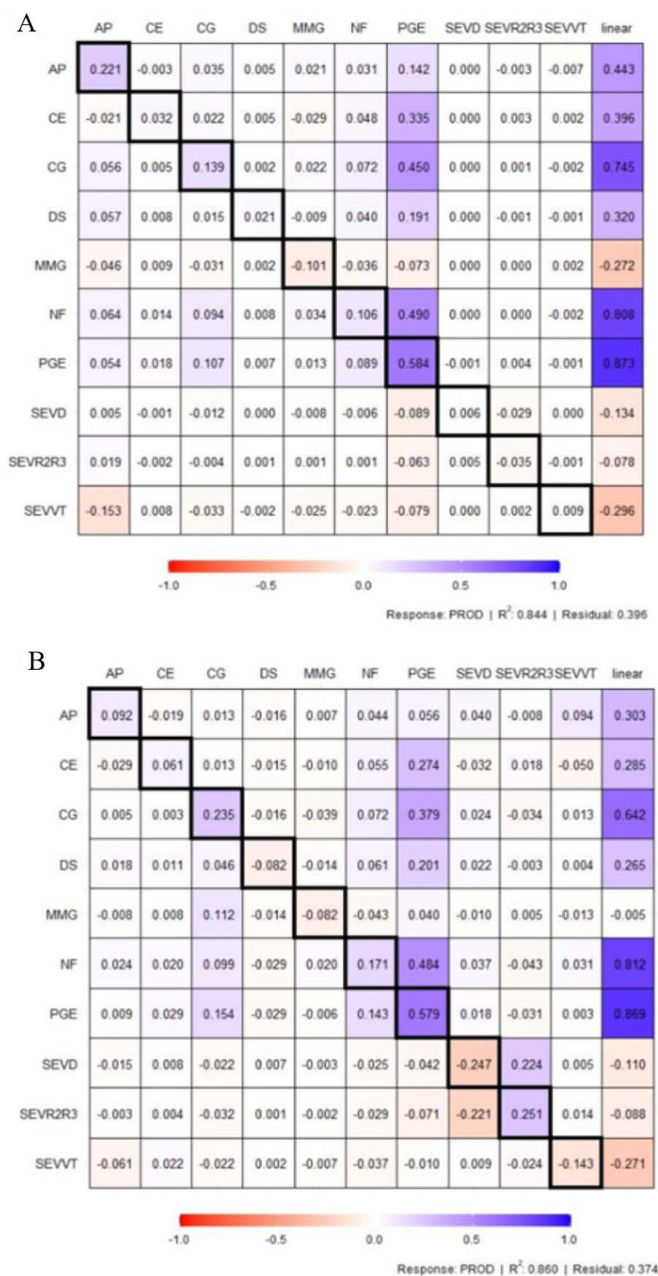 A
AP CE CG DS MMG NF PGE SEVD SEVR2R3 SEVVT linear
AP 0.221 -0.003 0.035 0.005 0.021 0.031 0.142 0.000 -0.003 -0.007 0.443
CE -0.021 0.032 0.022 0.005 -0.029 0.048 0.335 0.000 0.003 0.002 0.396
CG 0.056 0.005 0.139 0.002 0.022 0.072 0.450 0.000 0.001 -0.002 0.745
DS 0.057 0.008 0.015 0.021 -0.009 0.040 0.191 0.000 -0.001 -0.001 0.320
MMG -0.046 0.009 -0.031 0.002 -0.101 -0.036 -0.073 0.000 0.000 0.002 -0.272
NF 0.064 0.014 0.094 0.008 0.034 0.106 0.490 0.000 0.000 -0.002 0.808
PGE 0.054 0.018 0.107 0.007 0.013 0.089 0.584 -0.001 0.004 -0.001 0.873
SEVD 0.005 -0.001 -0.012 0.000 -0.008 -0.006 -0.089 0.006 -0.029 0.000 -0.134
SEVR2R3 0.019 -0.002 -0.004 0.001 0.001 0.001 -0.063 0.005 -0.035 -0.001 -0.078
SEVVT -0.153 0.008 -0.033 -0.002 -0.025 -0.023 -0.079 0.000 0.002 0.009 -0.296
-1.0 -0.5 0.0 0.5 1.0
Response: PROD | R²: 0.844 | Residual: 0.396
B
AP CE CG DS MMG NF PGE SEVD SEVR2R3 SEVVT linear
AP 0.092 -0.019 0.013 -0.016 0.007 0.044 0.056 0.040 -0.008 0.094 0.303
CE -0.029 0.061 0.013 -0.015 -0.010 0.055 0.274 -0.032 0.018 -0.050 0.285
CG 0.005 0.003 0.235 -0.016 -0.039 0.072 0.379 0.024 -0.034 0.013 0.642
DS 0.018 0.011 0.046 -0.082 -0.014 0.061 0.201 0.022 -0.003 0.004 0.265
MMG -0.008 0.008 0.112 -0.014 -0.082 -0.043 0.040 -0.010 0.005 -0.013 -0.005
NF 0.024 0.020 0.099 -0.029 0.020 0.171 0.484 0.037 -0.043 0.031 0.812
PGE 0.009 0.029 0.154 -0.029 -0.006 0.143 0.579 0.018 -0.031 0.003 0.869
SEVD -0.015 0.008 -0.022 0.007 -0.003 -0.025 -0.042 -0.247 0.224 0.005 -0.110
SEVR2R3 -0.003 0.004 -0.032 0.001 -0.002 -0.029 -0.071 -0.221 0.251 0.014 -0.088
SEVVT -0.061 0.022 -0.022 0.002 -0.007 -0.037 -0.010 0.009 -0.024 -0.143 -0.271
-1.0 -0.5 0.0 0.5 1.0
Response: PROD | R²: 0.860 | Residual: 0.374